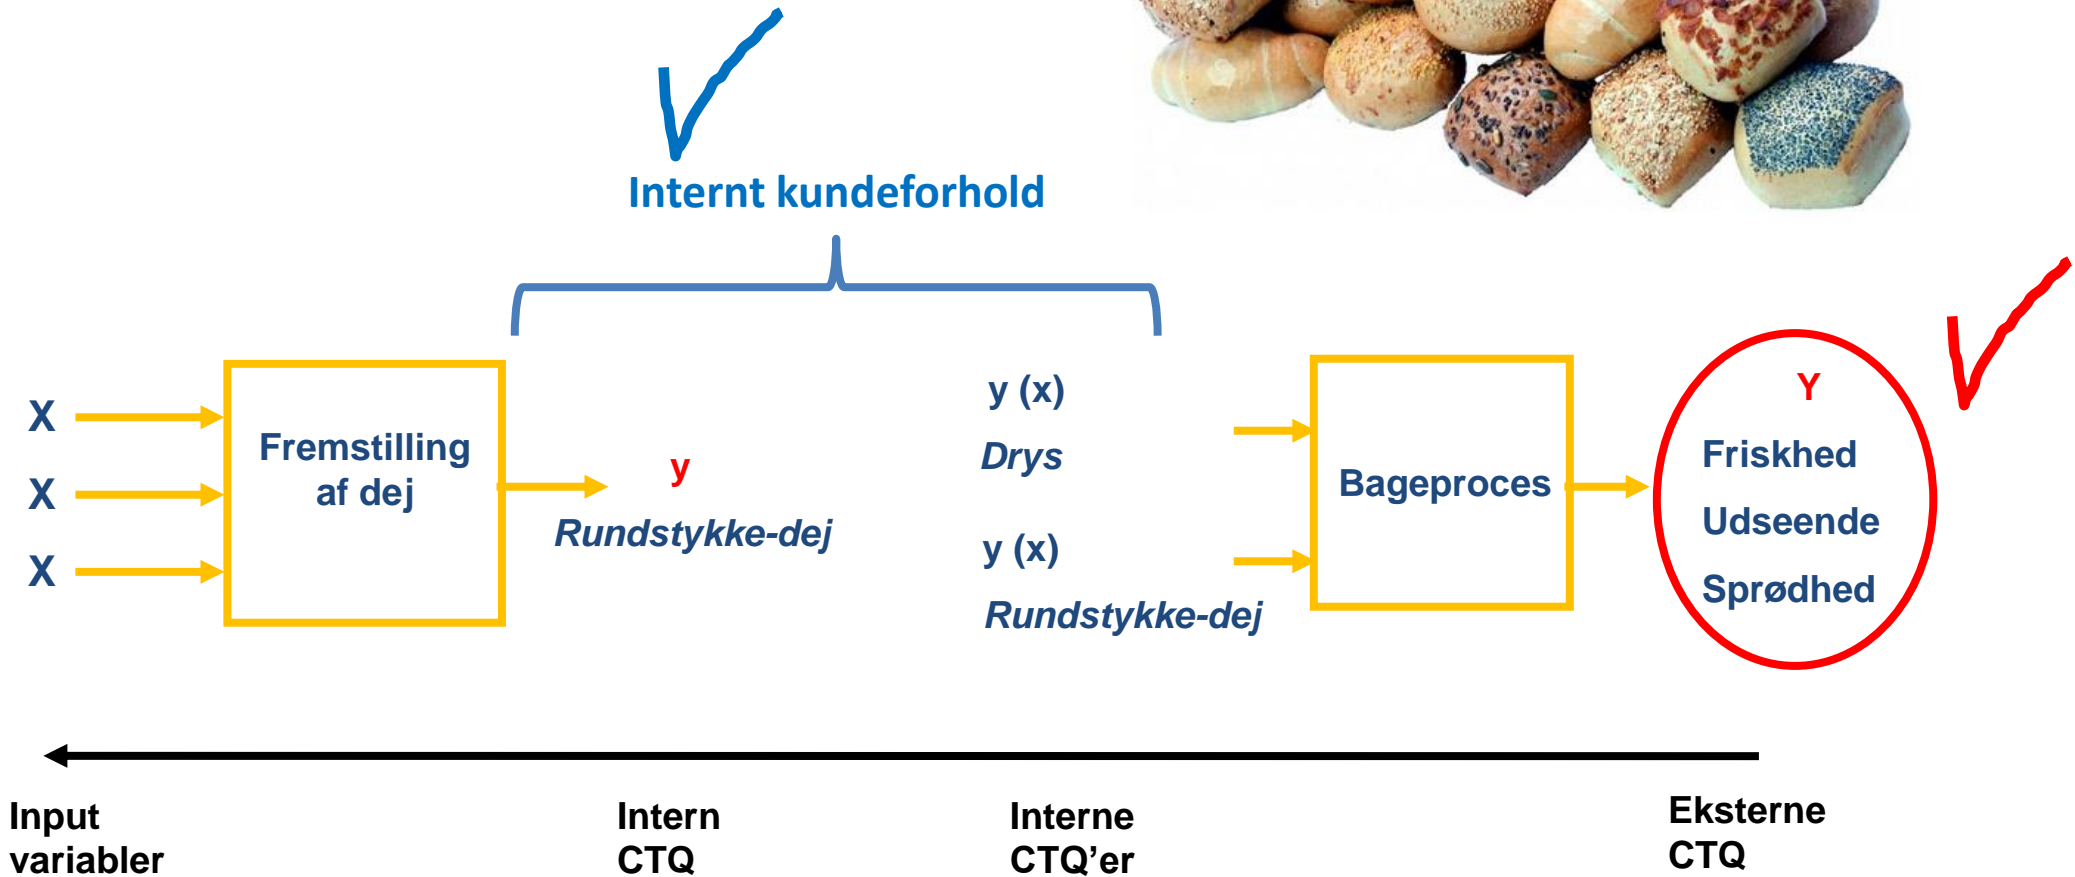 Internt kundeforhold
X
X
X
Fremstilling
af dej
y
Rundstykke-dej
y (x)
Drys
y (x)
Rundstykke-dej
Bageproces
Y
Friskhed
Udseende
Sprødhed
Input
variabler
Intern
CTQ
Interne
CTQ’er
Eksterne
CTQ